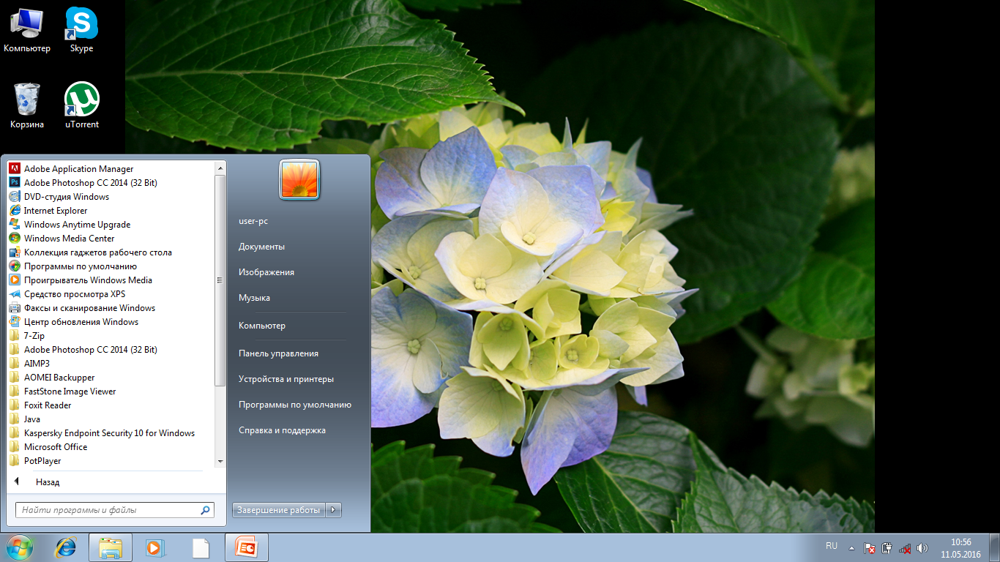 Компьютер
Skype
Корзина
uTorrent
Adobe Application Manager
Adobe Photoshop CC 2014 (32 Bit)
DVD-студия Windows
Internet Explorer
Windows Anytime Upgrade
Windows Media Center
Коллекция гаджетов рабочего стола
Программы по умолчанию
Проигрыватель Windows Media
Средство просмотра XPS
Факсы и сканирование Windows
Центр обновления Windows
7-Zip
Adobe Photoshop CC 2014 (32 Bit)
AIMP3
AOMEI Backupper
FastStone Image Viewer
Foxit Reader
Java
Kaspersky Endpoint Security 10 for Windows
Microsoft Office
PotPlayer
Назад
Найти программы и файлы
user-pc
Документы
Изображения
Музыка
Компьютер
Панель управления
Устройства и принтеры
Программы по умолчанию
Справка и поддержка
Завершение работы
RU
10:56
11.05.2016